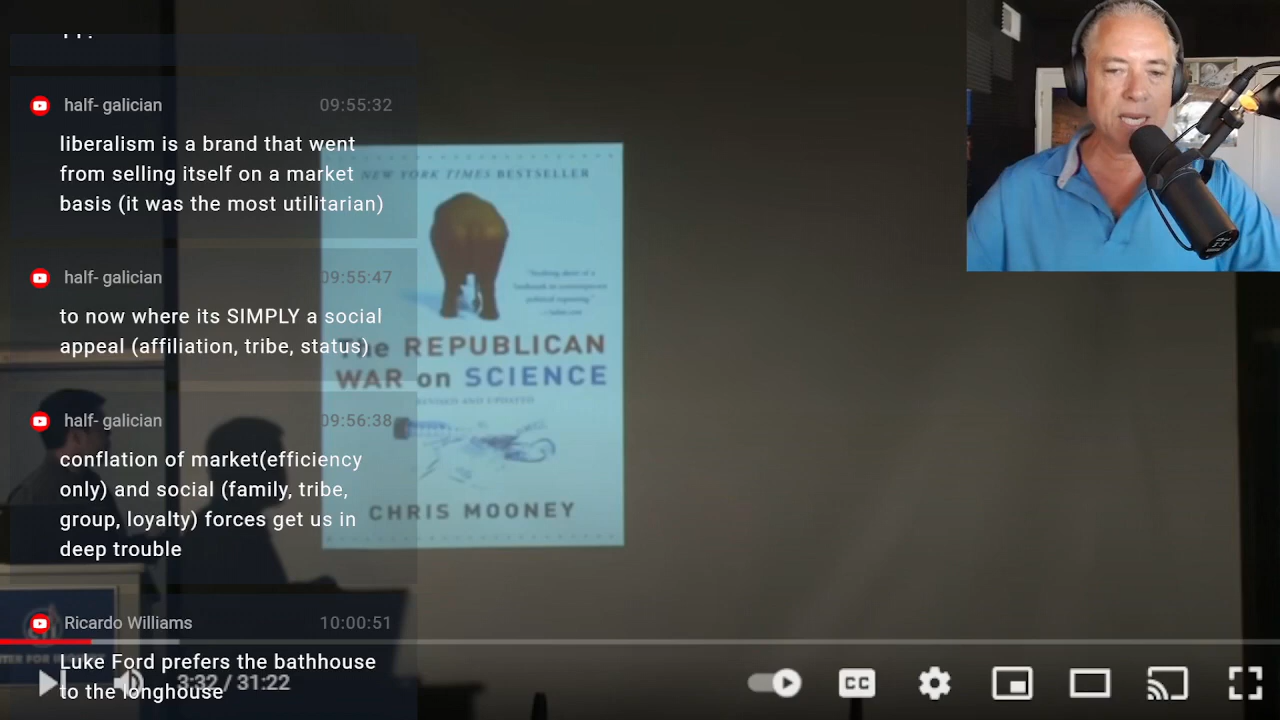 half- galician 09:55:32
liberalism is a brand that went
from selling itself on a market
basis (it was the most utilitarian)
half- galician 09:55:47
to now where its SIMPLY a social
appeal (affiliation, tribe, status)
half- galician 09:56:38
conflation of market(efficiency
only) and social (family, tribe,
group, loyalty) forces get us in
deep trouble
Ricardo Williams 10:00:51
Luke Ford prefers the bathhouse
to the longhouse
NEW YORK TIMES BESTSELLER
The REPUBLICAN
WAR on SCIENCE
REVISED AND UPDATED
CHRIS MOONEY
3:32 / 31:22
CC